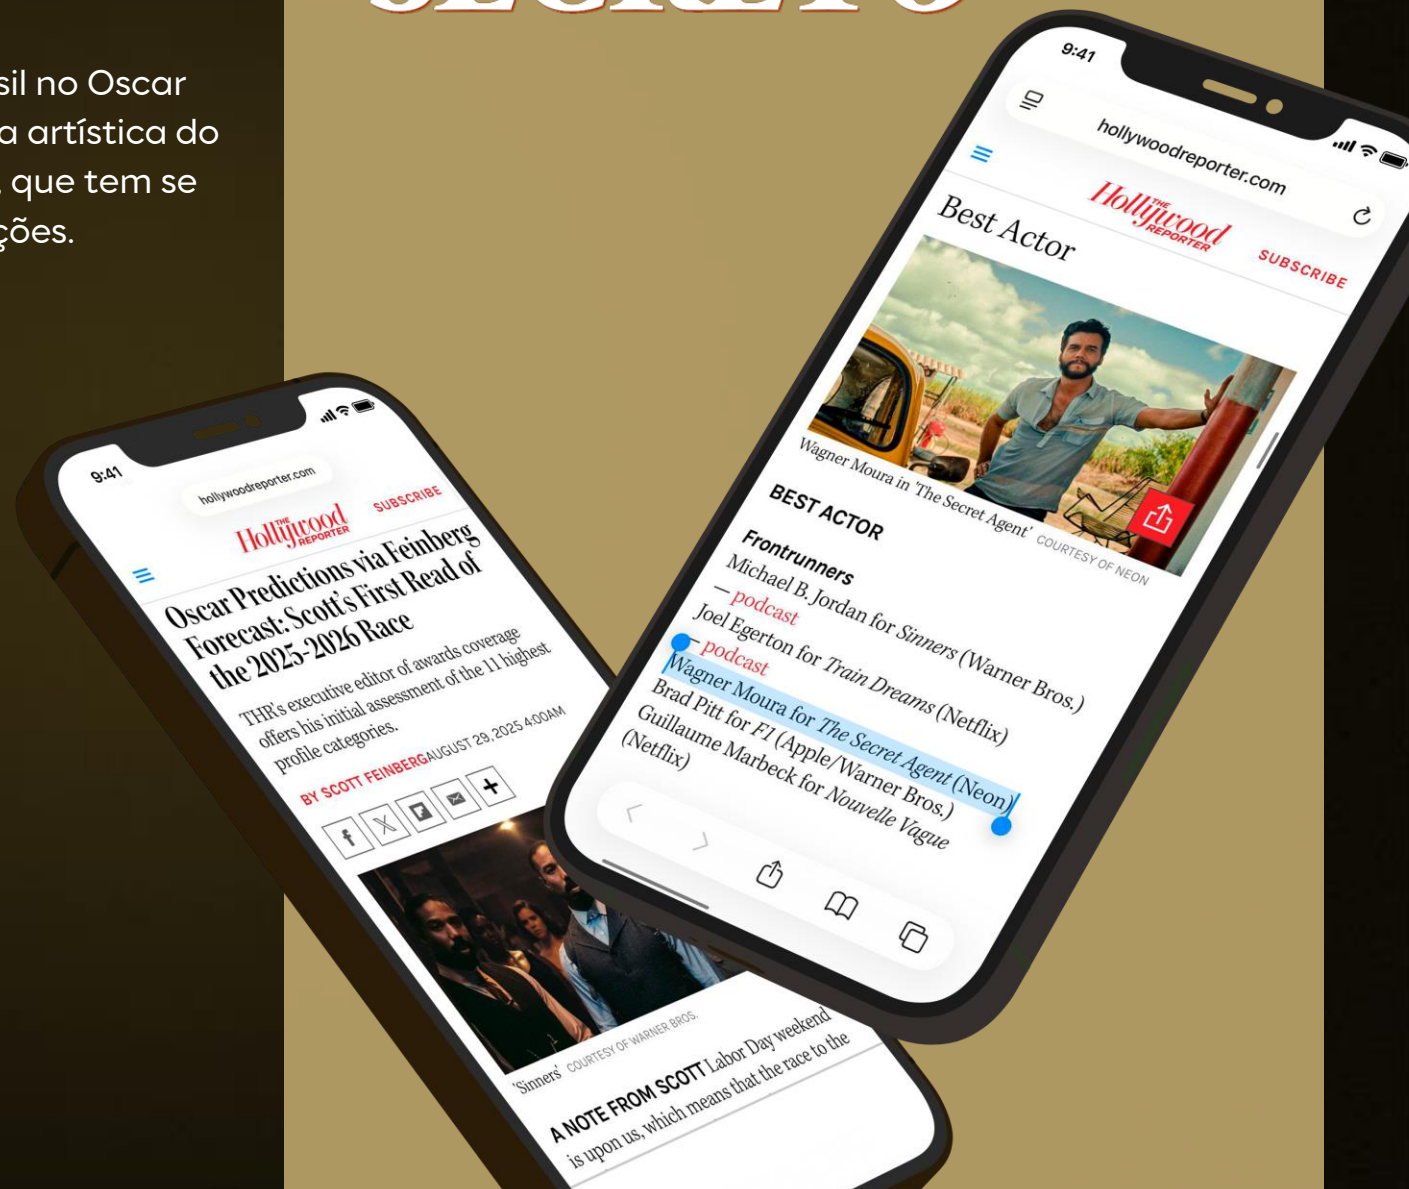 SECRETO
sil no Oscar
a artística do
, que tem se
ções.
9:41
hollywoodreporter.com
THE
Hollywood
REPORTER
SUBSCRIBE
Best Actor
Wagner Moura in 'The Secret Agent' COURTESY OF NEON
BEST ACTOR
Frontrunners
Michael B. Jordan for Sinners (Warner Bros.)
— podcast
Joel Egerton for Train Dreams (Netflix)
— podcast
Wagner Moura for The Secret Agent (Neon)
Brad Pitt for F1 (Apple/Warner Bros.)
Guillaume Marbeck for Nouvelle Vague
(Netflix)
9:41
hollywoodreporter.com
THE
Hollywood
REPORTER
SUBSCRIBE
Oscar Predictions via Feinberg
Forecast: Scott's First Read of
the 2025-2026 Race
THR's executive editor of awards coverage
offers his initial assessment of the 11 highest
profile categories.
BY SCOTT FEINBERG AUGUST 29, 2025 4:00AM
'Sinners' COURTESY OF WARNER BROS.
A NOTE FROM SCOTT Labor Day weekend
is upon us, which means that the race to the